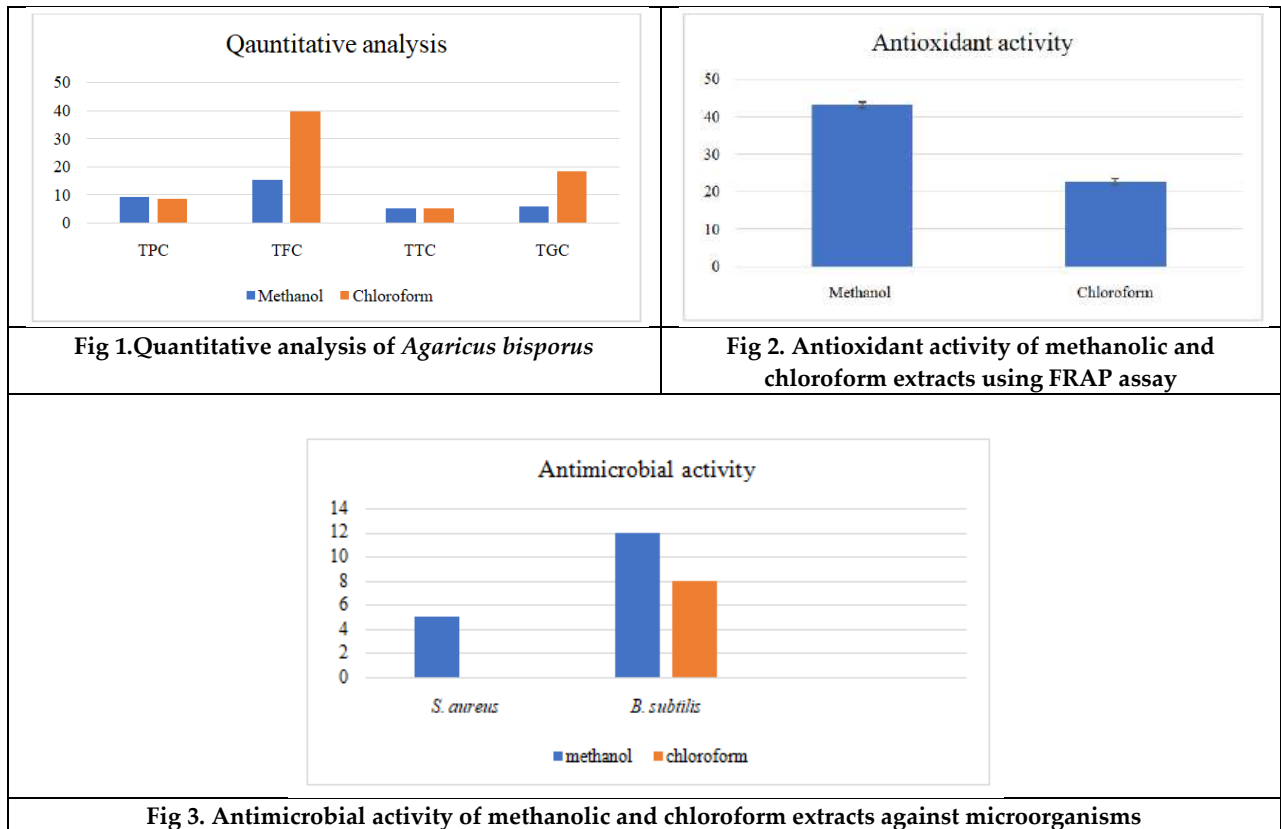 Qauntitative analysis
50
40
30
20
10
0
TPC TFC TTC TGC
Methanol Chloroform
Fig 1.Quantitative analysis of Agaricus bisporus
Antioxidant activity
50
40
30
20
10
0
Methanol Chloroform
Fig 2. Antioxidant activity of methanolic and
chloroform extracts using FRAP assay
Antimicrobial activity
14
12
10
8
6
4
2
0
S. aureus B. subtilis
methanol chloroform
Fig 3. Antimicrobial activity of methanolic and chloroform extracts against microorganisms